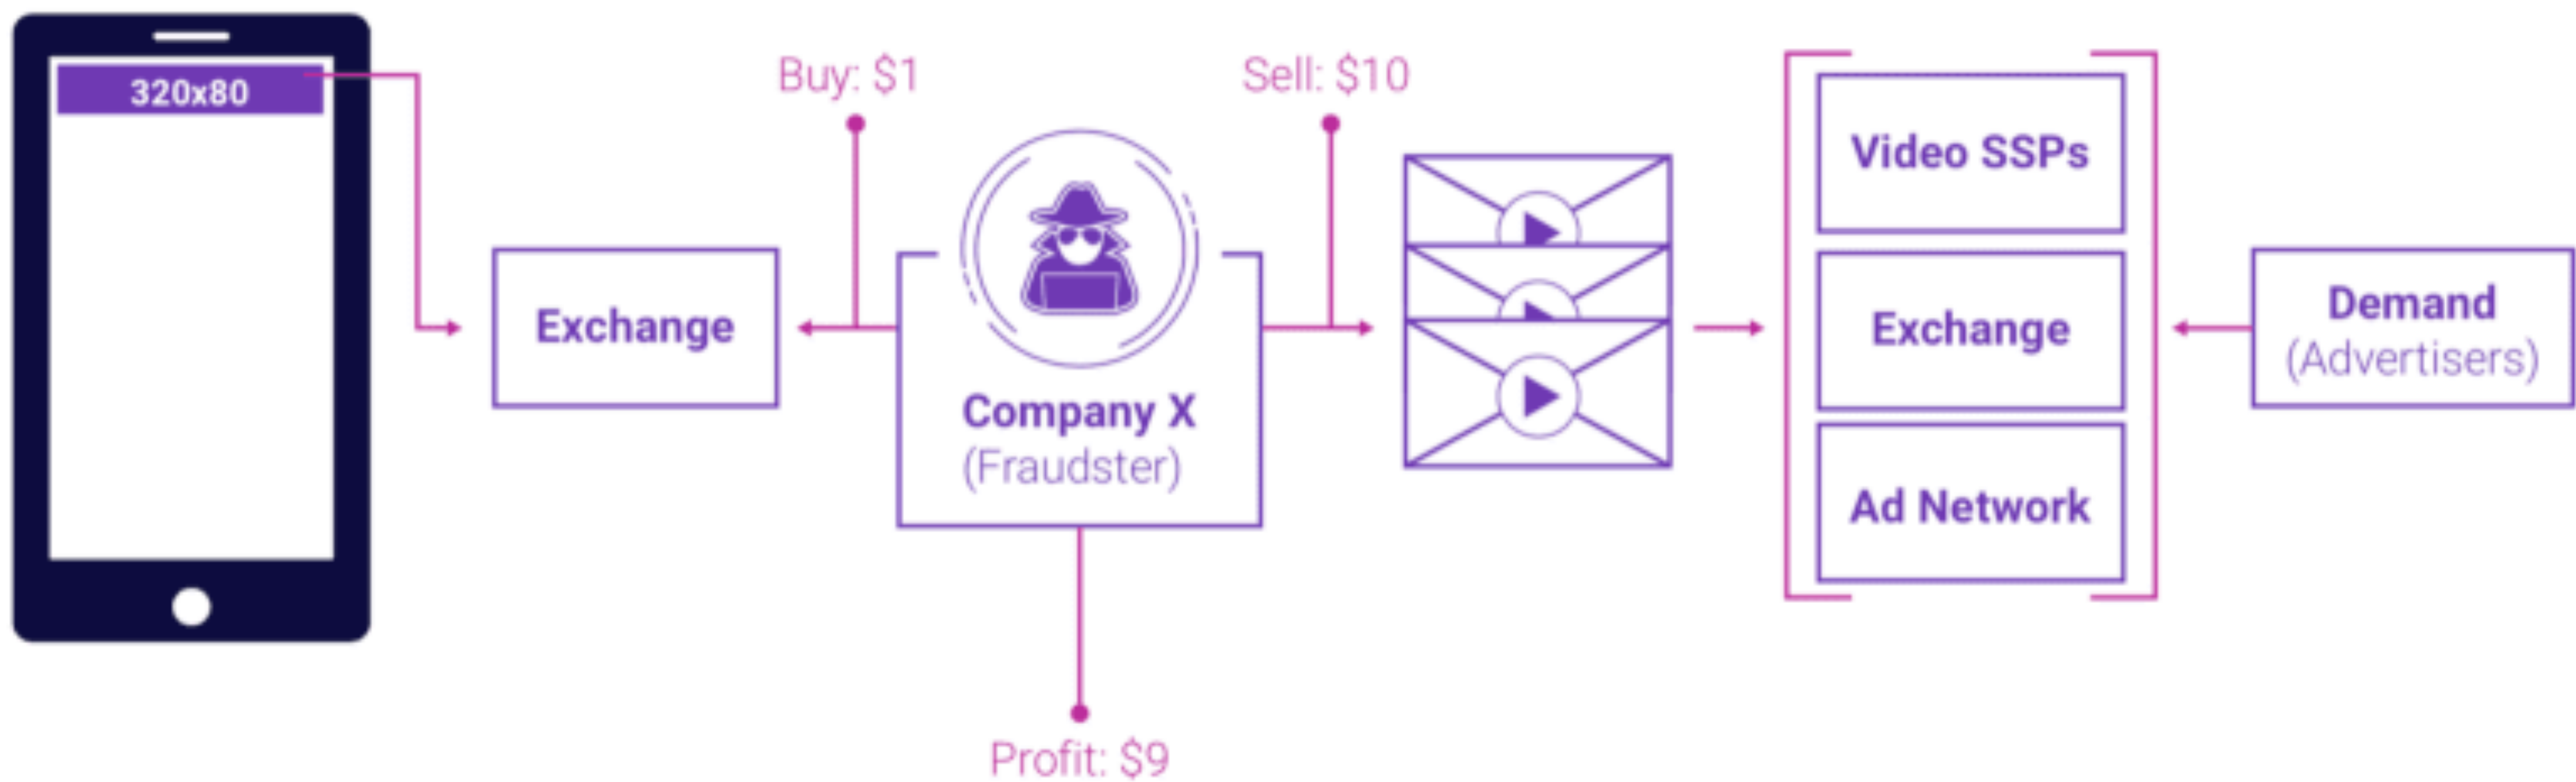 320x80
Buy: $1
Sell: $10
Exchange
Company X
(Fraudster)
Profit: $9
Video SSPs
Exchange
Ad Network
Demand
(Advertisers)